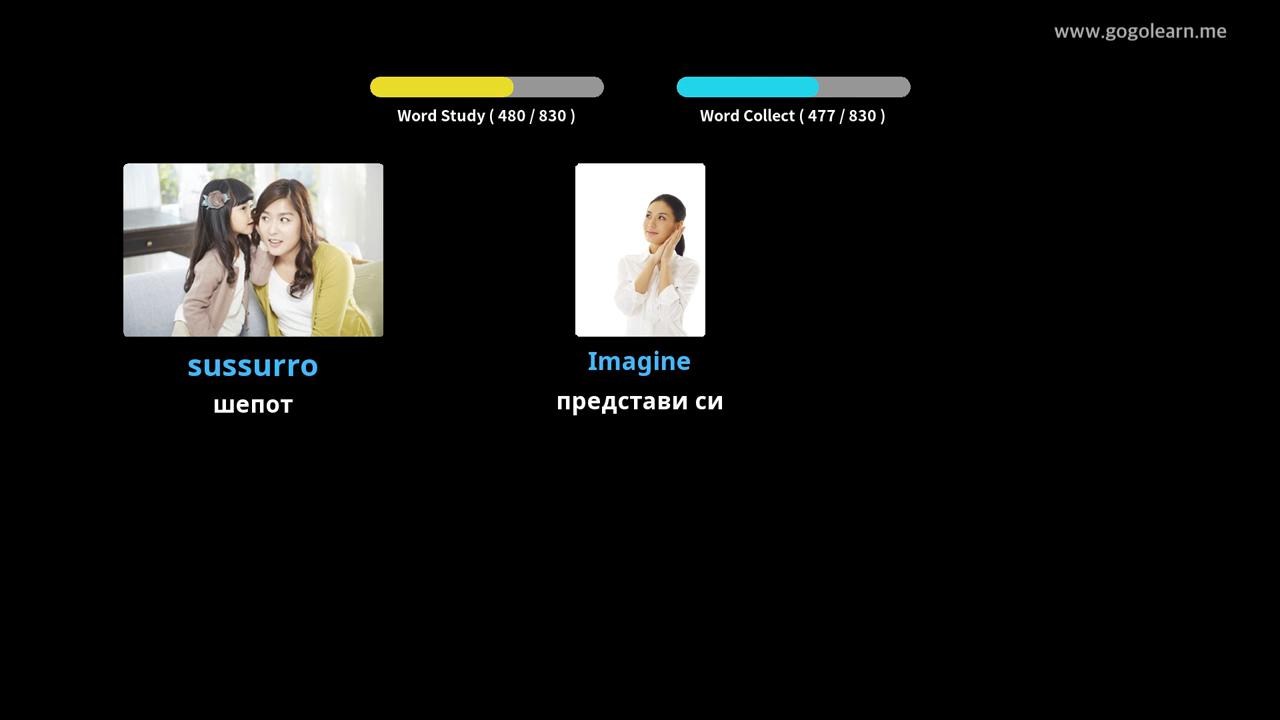 www.gogolearn.me
Word Study ( 480 / 830 )
Word Collect ( 477 / 830 )
sussurro
шепот
Imagine
представи си